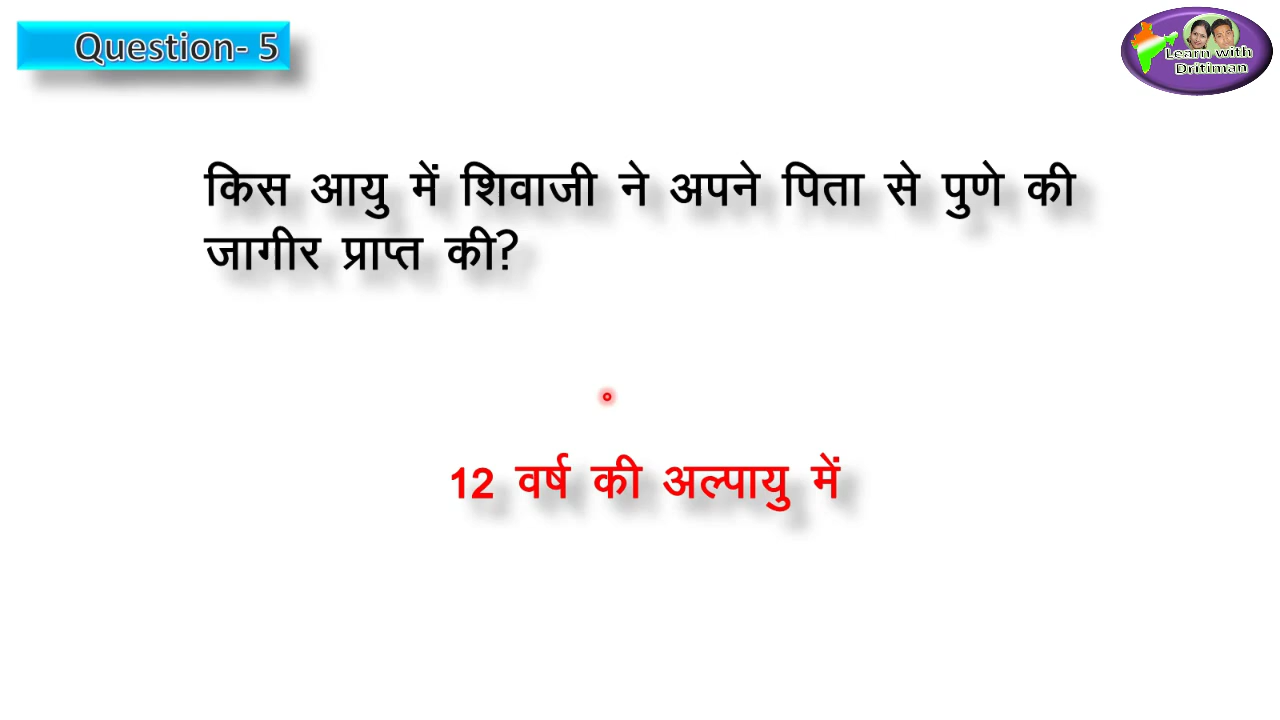 Question- 5
Learn with
Dritiman
किस आयु में शिवाजी ने अपने पिता से पुणे की
जागीर प्राप्त की?
12 वर्ष की अल्पायु में